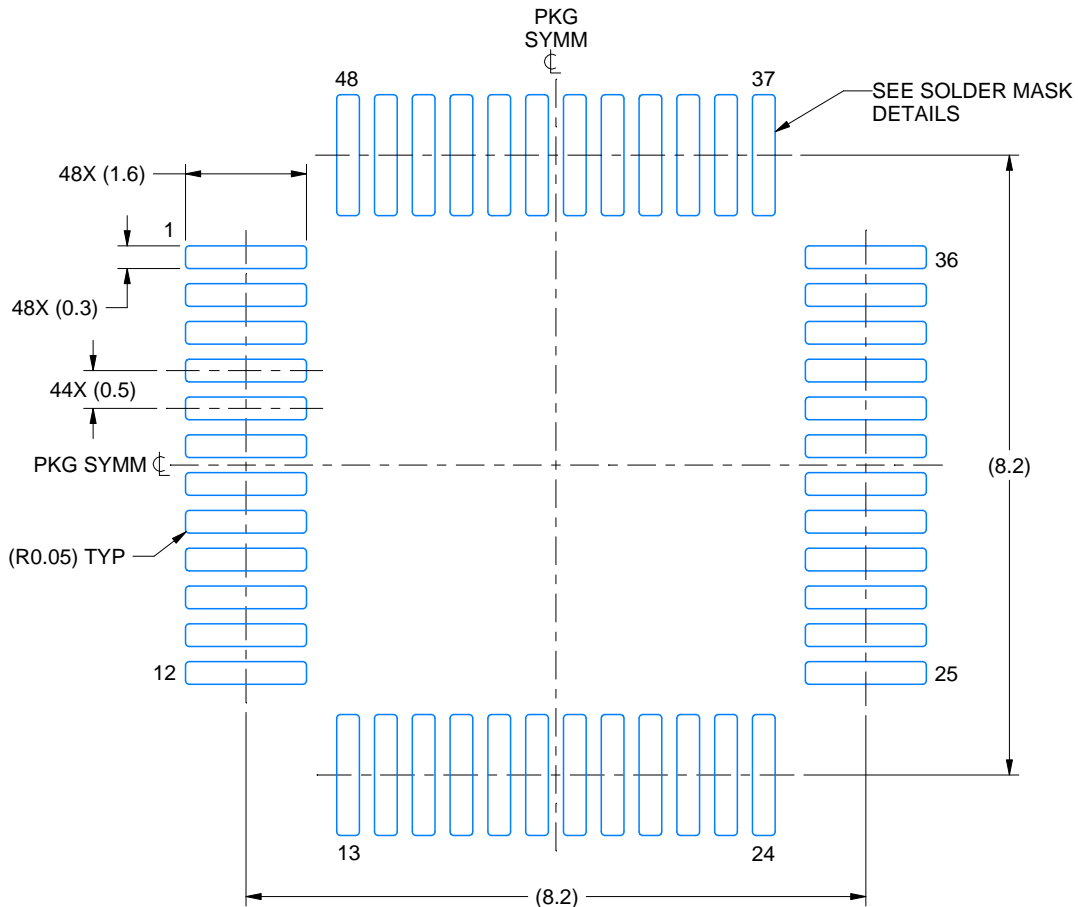 PKG
SYMM
℄
48
37
SEE SOLDER MASK
DETAILS
48X (1.6)
1
36
48X (0.3)
44X (0.5)
PKG SYMM ℄
(8.2)
(R0.05) TYP
12
25
13
24
(8.2)